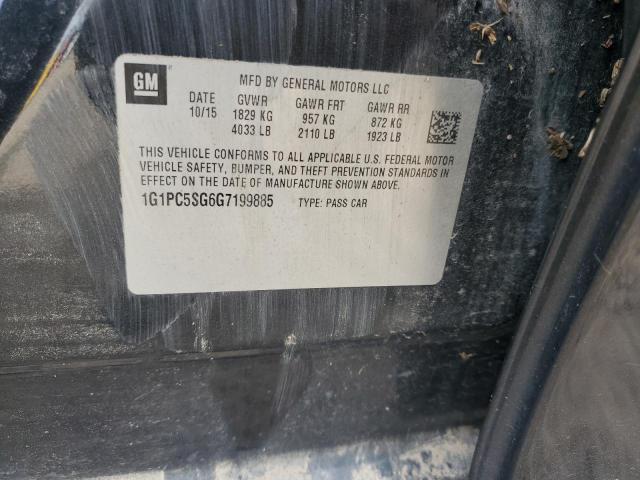 GM
MFD BY GENERAL MOTORS LLC
DATE GVWR GAWR FRT GAWR RR
10/15 1829 KG 957 KG 872 KG
4033 LB 2110 LB 1923 LB
THIS VEHICLE CONFORMS TO ALL APPLICABLE U.S. FEDERAL MOTOR
VEHICLE SAFETY, BUMPER, AND THEFT PREVENTION STANDARDS IN
EFFECT ON THE DATE OF MANUFACTURE SHOWN ABOVE.
1G1PC5SG6G7199885 TYPE: PASS CAR